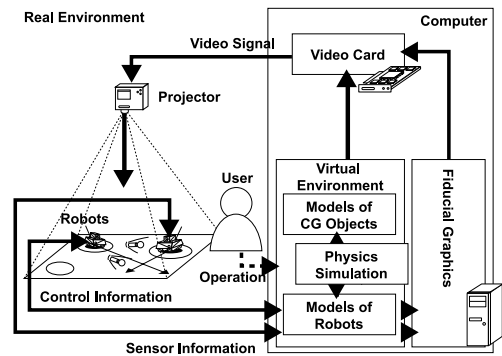 Real Environment
Computer
Video Signal
Video Card
Projector
User
Virtual
Environment
Models of
CG Objects
Fiducial Graphics
Robots
Physics
Simulation
Operation
Control Information
Models of
Robots
Sensor Information